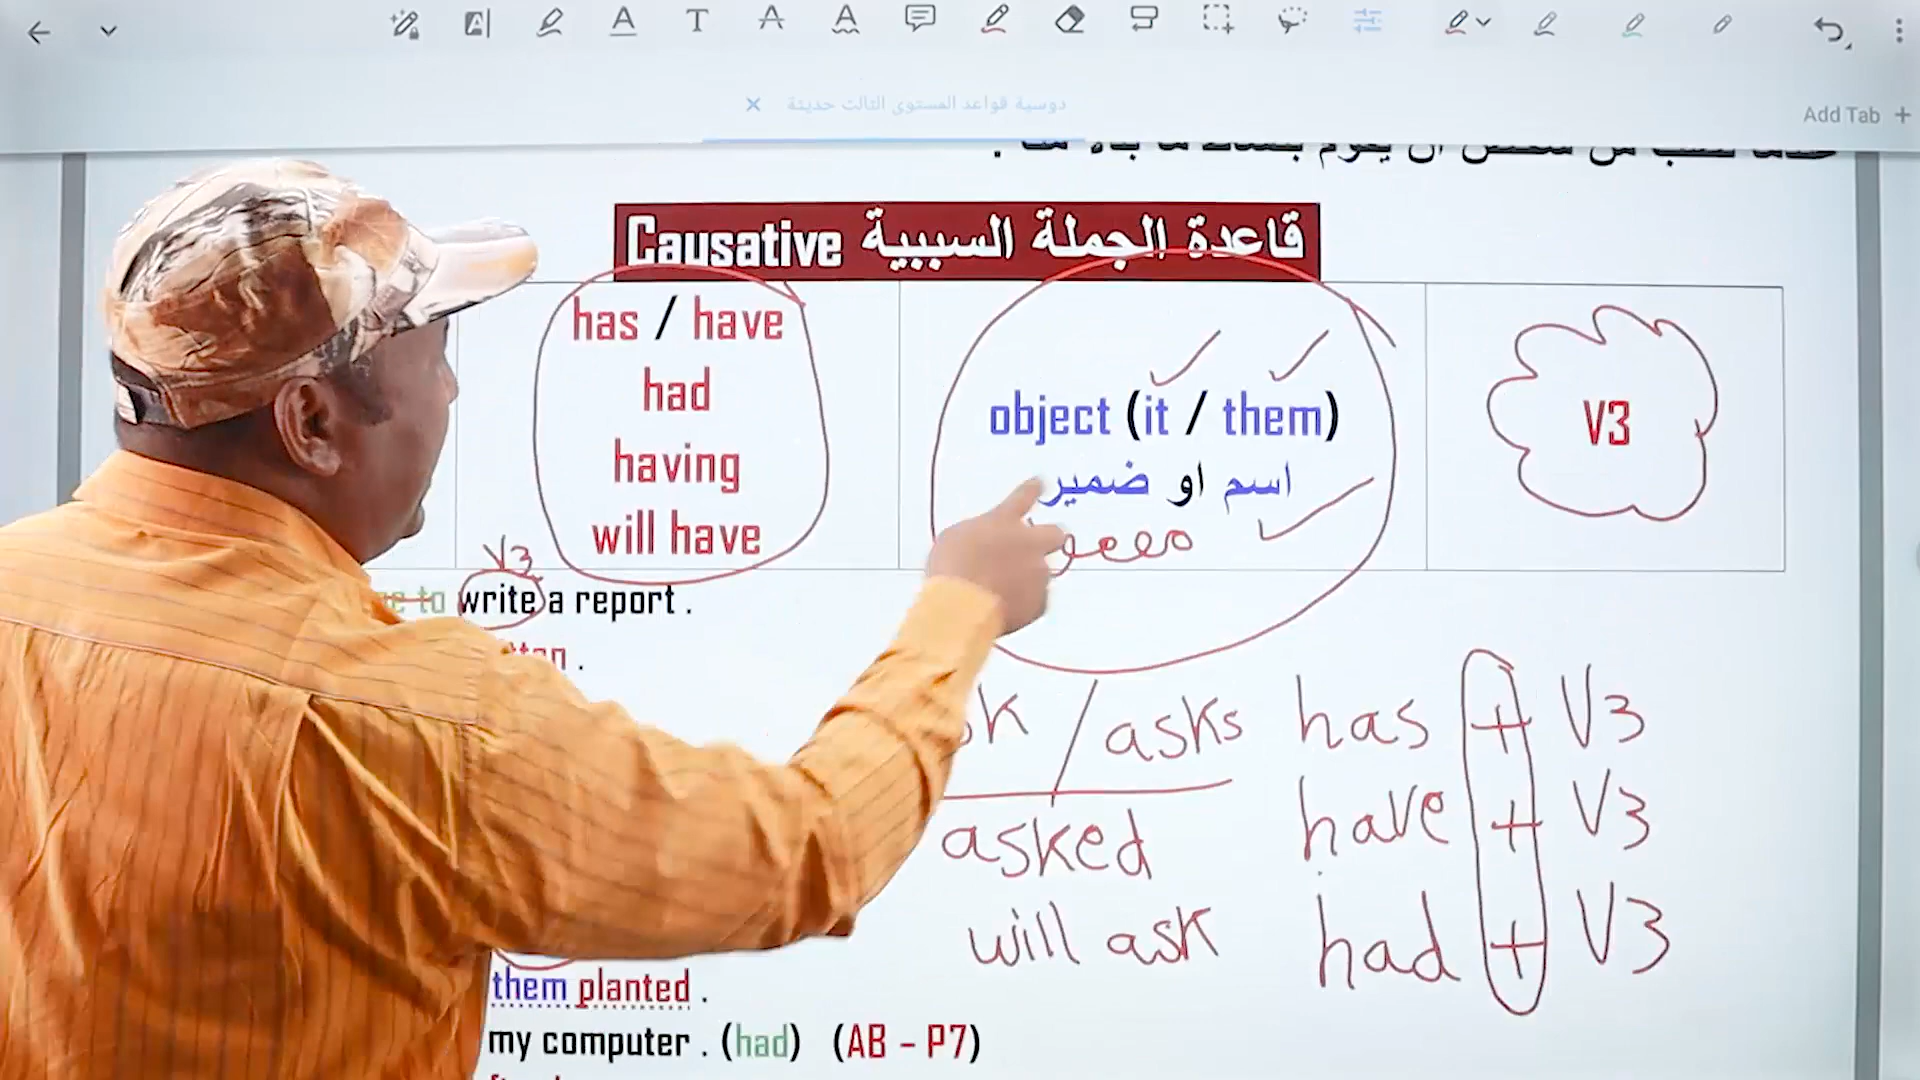 دوسية قواعد المستوى الثالث حديثة
Add Tab
Causative قاعدة الجملة السببية
has / have
had
having
will have
object (it / them)
اسم او ضمير
V3
V3
to write a report .
/ asks
asked
will ask
has + V3
have + V3
had + V3
them planted .
my computer . (had) (AB - P7)